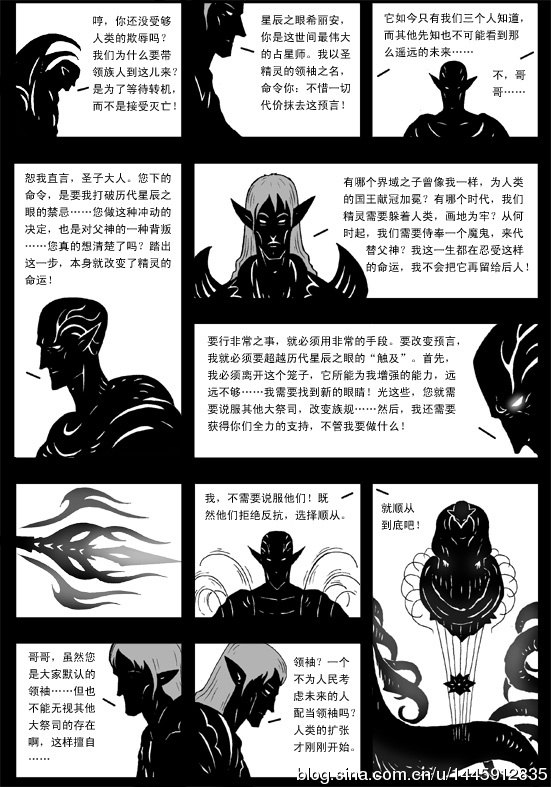 哼，你还没受够
人类的欺辱吗？
我们为什么要带
领族人到这儿来？
是为了等待转机，
而不是接受灭亡！
星辰之眼希丽安，
你是这世间最伟大
的占星师。我以圣
精灵的领袖之名，
命令你：不惜一切
代价抹去这预言！
它如今只有我们三个人知道，
而其他先知也不可能看到那
么遥远的未来……
不，哥
哥……
恕我直言，圣子大人。您下的
命令，是要我打破历代星辰之
眼的禁忌……您做这种冲动的
决定，也是对父神的一种背叛
……您真的想清楚了吗？踏出
这一步，本身就改变了精灵的
命运！
有哪个界域之子曾像我一样，为人类
的国王献冠加冕？有哪个时代，我们
精灵需要躲着人类，画地为牢？从何
时起，我们需要侍奉一个魔鬼，来代
替父神？我这一生都在忍受这样
的命运，我不会把它再留给后人！
要行非常之事，就必须用非常的手段。要改变预言，
我就必须要超越历代星辰之眼的“触及”。首先，
我必须离开这个笼子，它所能为我增强的能力，远
远不够……我需要找到新的眼睛！光这些，您就需
要说服其他大祭司，改变族规……然后，我还需要
获得你们全力的支持，不管我要做什么！
我，不需要说服他们！既
然他们拒绝反抗，选择顺从。
就顺从
到底吧！
哥哥，虽然您
是大家默认的
领袖……但也
不能无视其他
大祭司的存在
啊，这样擅自
……
领袖？一个
不为人民考
虑未来的人
配当领袖吗？
人类的扩张
才刚刚开始。
blog.sina.com.cn/u/1445912835